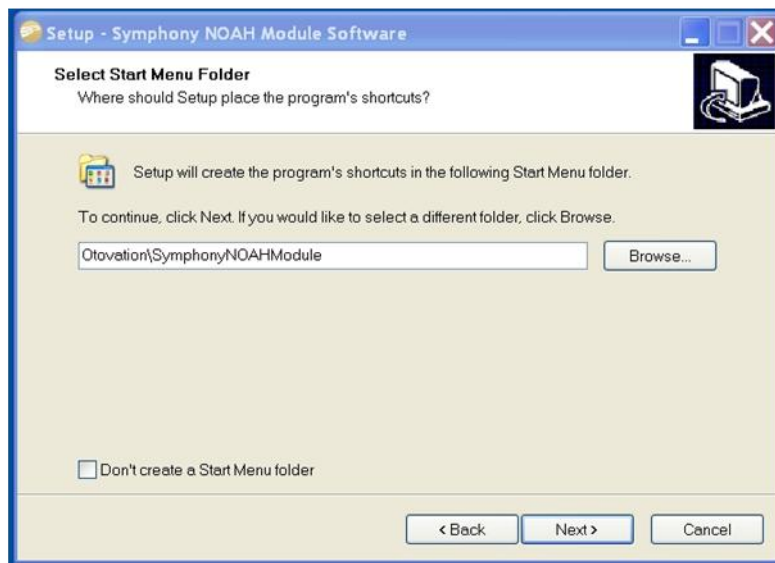 Setup - Symphony NOAH Module Software
Select Start Menu Folder
Where should Setup place the program's shortcuts?
Setup will create the program's shortcuts in the following Start Menu folder.
To continue, click Next. If you would like to select a different folder, click Browse.
Otovation\SymphonyNOAHModule
Browse...
Don't create a Start Menu folder
< Back
Next >
Cancel